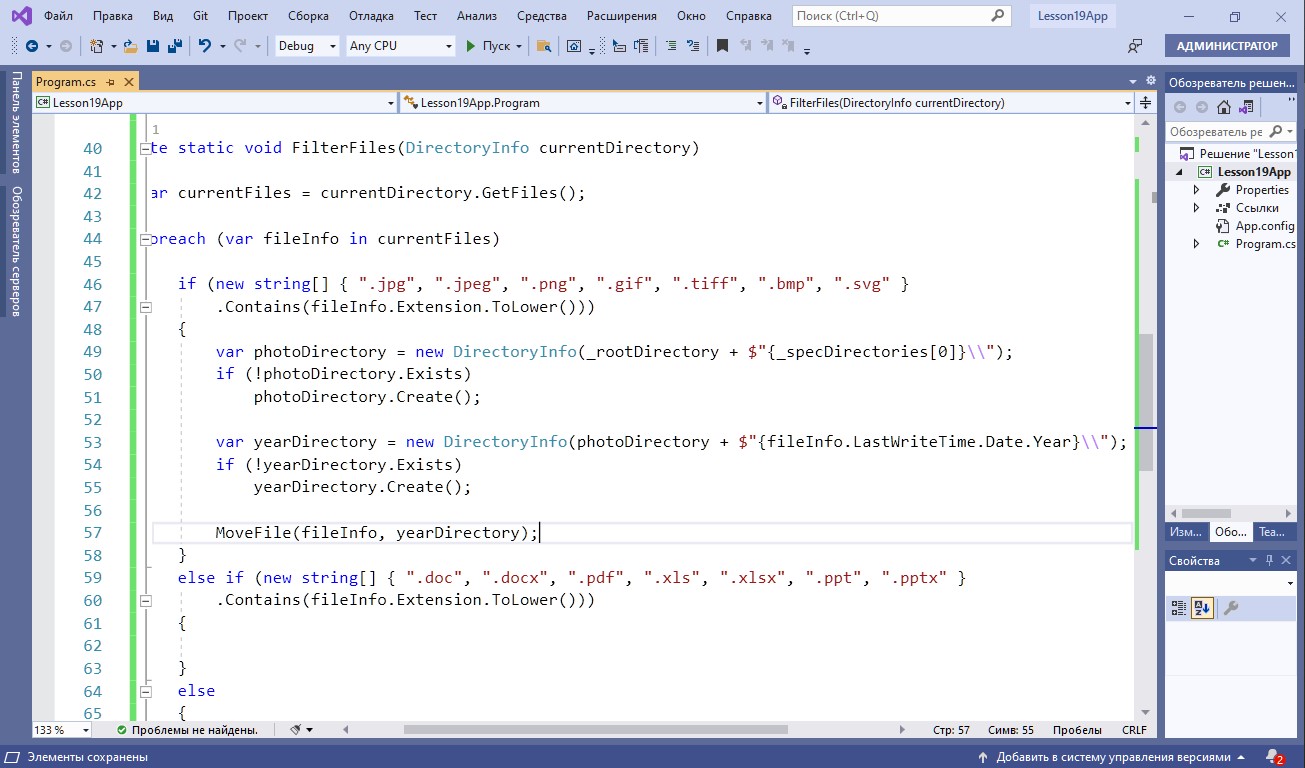 Файл Правка Вид Git Проект Сборка Отладка Тест Анализ Средства Расширения Окно Справка Поиск (Ctrl+Q) Lesson19App
Debug Any CPU Пуск АДМИНИСТРАТОР
Панель элементов
Обозреватель серверов
Program.cs
Lesson19App Lesson19App.Program FilterFiles(DirectoryInfo currentDirectory)
1
40 te static void FilterFiles(DirectoryInfo currentDirectory)
41
42 ar currentFiles = currentDirectory.GetFiles();
43
44 oreach (var fileInfo in currentFiles)
45
46 if (new string[] { ".jpg", ".jpeg", ".png", ".gif", ".tiff", ".bmp", ".svg" }
47 .Contains(fileInfo.Extension.ToLower()))
48 {
49 var photoDirectory = new DirectoryInfo(_rootDirectory + $"{_specDirectories[0]}\\");
50 if (!photoDirectory.Exists)
51 photoDirectory.Create();
52
53 var yearDirectory = new DirectoryInfo(photoDirectory + $"{fileInfo.LastWriteTime.Date.Year}\\");
54 if (!yearDirectory.Exists)
55 yearDirectory.Create();
56
57 MoveFile(fileInfo, yearDirectory);
58 }
59 else if (new string[] { ".doc", ".docx", ".pdf", ".xls", ".xlsx", ".ppt", ".pptx" }
60 .Contains(fileInfo.Extension.ToLower()))
61 {
62
63 }
64 else
65 {
133 % Проблемы не найдены. Стр: 57 Симв: 55 Пробелы CRLF
Обозреватель решен...
Обозреватель ре
Решение "Lesson1
Lesson19App
Properties
Ссылки
App.config
Program.cs
Изм... Обо... Tea...
Свойства
Элементы сохранены Добавить в систему управления версиями 2